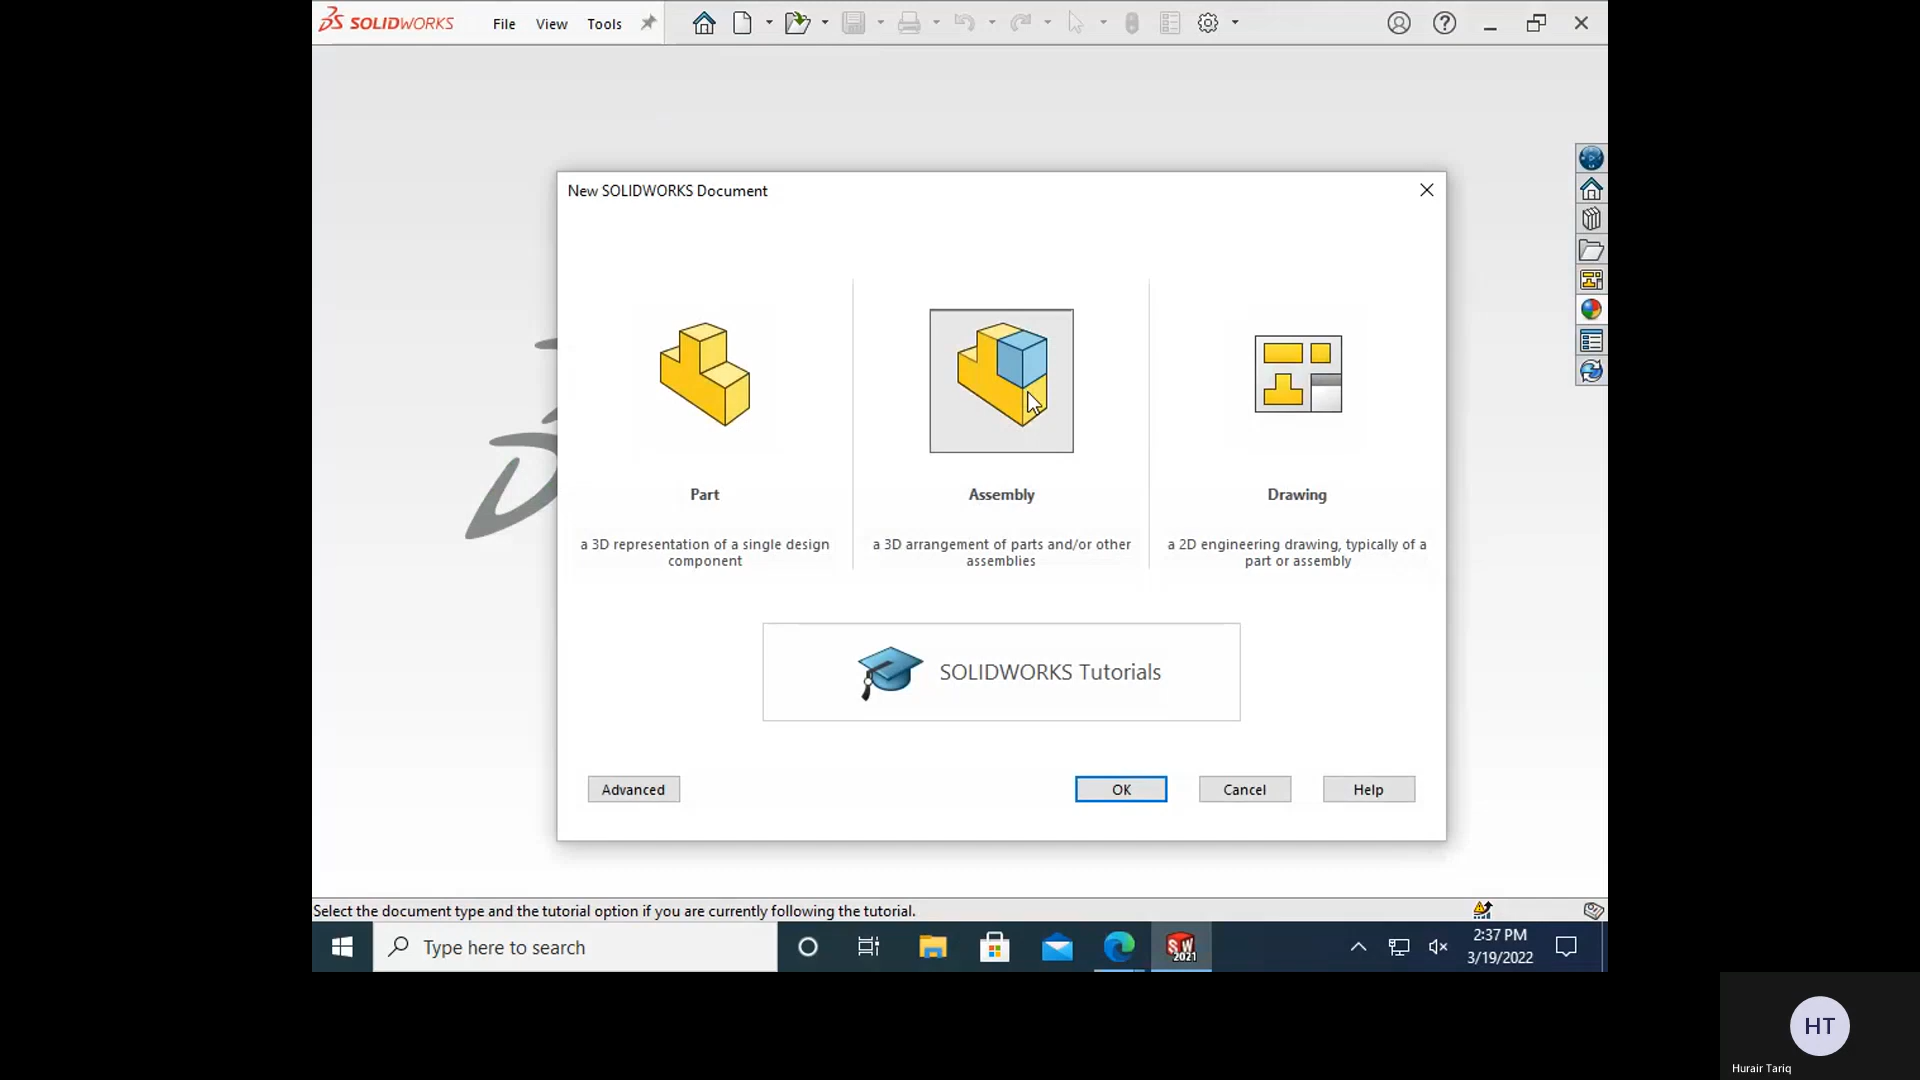 SOLIDWORKS File View Tools
New SOLIDWORKS Document
Part Assembly Drawing
a 3D representation of a single design
component
a 3D arrangement of parts and/or other
assemblies
a 2D engineering drawing, typically of a
part or assembly
SOLIDWORKS Tutorials
Advanced OK Cancel Help
Select the document type and the tutorial option if you are currently following the tutorial.
Type here to search
SW
2021
2:37 PM
3/19/2022
HT
Hurair Tariq